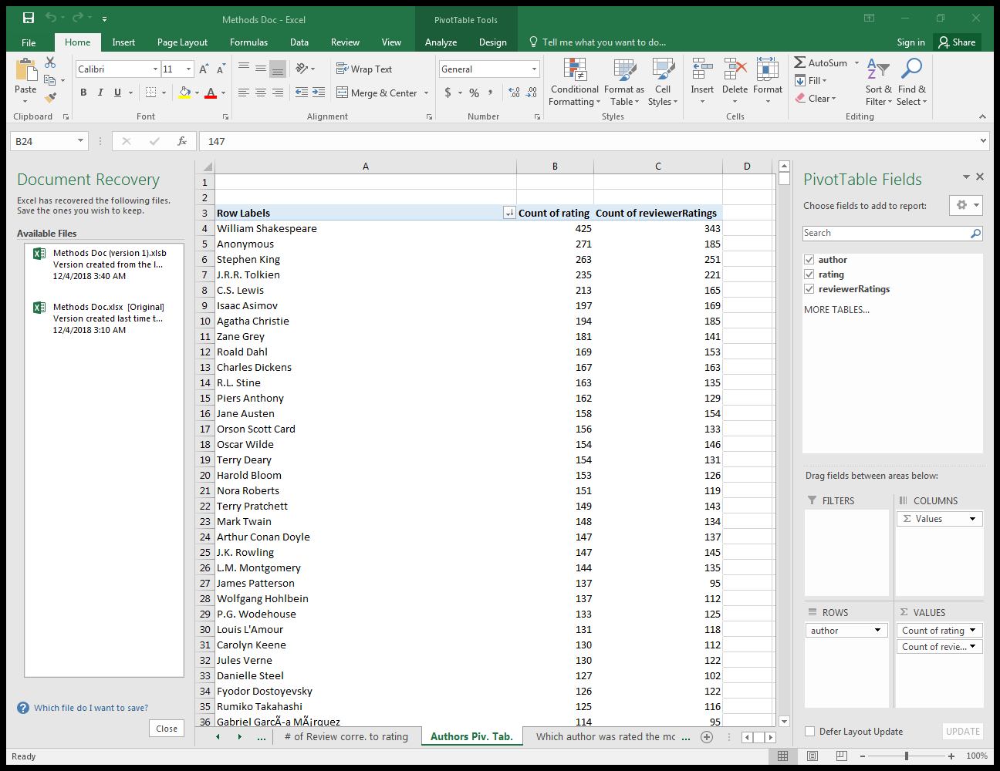 Methods Doc - Excel
PivotTable Tools
File Home Insert Page Layout Formulas Data Review View Analyze Design Tell me what you want to do... Sign in Share
Paste
Clipboard
Calibri 11
B I U A
Font
Wrap Text
Merge & Center
Alignment
General
$ % ,
Number
Conditional Formatting
Format as Table
Cell Styles
Styles
Insert Delete Format
Cells
AutoSum
Fill
Clear
Sort & Filter
Find & Select
Editing
B24 fx 147
Document Recovery
Excel has recovered the following files.
Save the ones you wish to keep.
Available Files
Methods Doc (version 1).xlsb
Version created from the l...
12/4/2018 3:40 AM
Methods Doc.xlsx [Original]
Version created last time t...
12/4/2018 3:10 AM
Which file do I want to save?
Close
A B C D
1
2
3 Row Labels Count of rating Count of reviewerRatings
4 William Shakespeare 425 343
5 Anonymous 271 185
6 Stephen King 263 251
7 J.R.R. Tolkien 235 221
8 C.S. Lewis 213 165
9 Isaac Asimov 197 169
10 Agatha Christie 194 185
11 Zane Grey 181 141
12 Roald Dahl 169 153
13 Charles Dickens 167 163
14 R.L. Stine 163 135
15 Piers Anthony 162 129
16 Jane Austen 158 154
17 Orson Scott Card 156 133
18 Oscar Wilde 154 146
19 Terry Deary 154 131
20 Harold Bloom 153 126
21 Nora Roberts 151 119
22 Terry Pratchett 149 143
23 Mark Twain 148 134
24 Arthur Conan Doyle 147 137
25 J.K. Rowling 147 145
26 L.M. Montgomery 144 135
27 James Patterson 137 95
28 Wolfgang Hohlbein 137 112
29 P.G. Wodehouse 133 125
30 Louis L'Amour 131 118
31 Carolyn Keene 130 112
32 Jules Verne 130 122
33 Danielle Steel 127 102
34 Fyodor Dostoyevsky 126 122
35 Rumiko Takahashi 125 116
36 Gabriel GarcÃ-a MÃ¡rquez 114 95
... # of Review corre. to rating Authors Piv. Tab. Which author was rated the mc ...
PivotTable Fields
Choose fields to add to report:
Search
author
rating
reviewerRatings
MORE TABLES...
Drag fields between areas below:
FILTERS
COLUMNS
Σ Values
ROWS
author
Σ VALUES
Count of rating
Count of revie...
Defer Layout Update UPDATE
Ready 100%